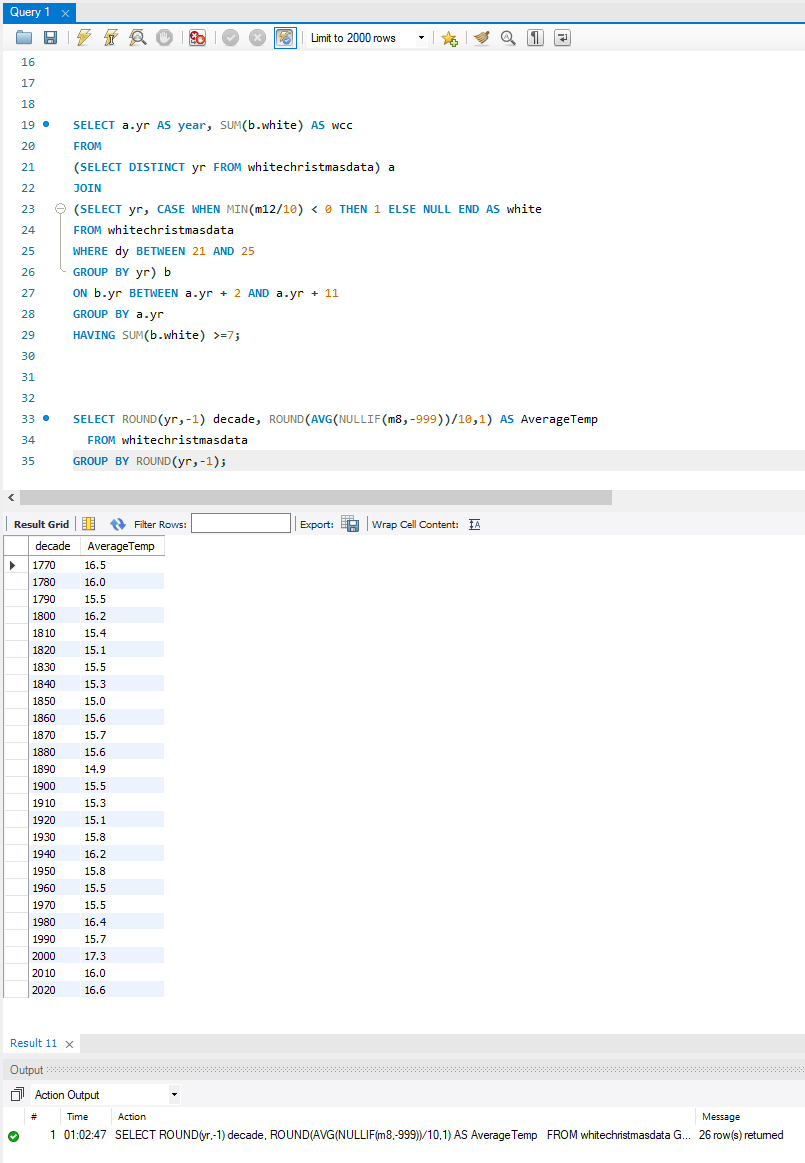 Query 1
Limit to 2000 rows
16
17
18
19 SELECT a.yr AS year, SUM(b.white) AS wcc
20 FROM
21 (SELECT DISTINCT yr FROM whitechristmasdata) a
22 JOIN
23 (SELECT yr, CASE WHEN MIN(m12/10) < 0 THEN 1 ELSE NULL END AS white
24 FROM whitechristmasdata
25 WHERE dy BETWEEN 21 AND 25
26 GROUP BY yr) b
27 ON b.yr BETWEEN a.yr + 2 AND a.yr + 11
28 GROUP BY a.yr
29 HAVING SUM(b.white) >=7;
30
31
32
33 SELECT ROUND(yr,-1) decade, ROUND(AVG(NULLIF(m8,-999))/10,1) AS AverageTemp
34 FROM whitechristmasdata
35 GROUP BY ROUND(yr,-1);
Result Grid Filter Rows: Export: Wrap Cell Content:
decade AverageTemp
1770 16.5
1780 16.0
1790 15.5
1800 16.2
1810 15.4
1820 15.1
1830 15.5
1840 15.3
1850 15.0
1860 15.6
1870 15.7
1880 15.6
1890 14.9
1900 15.5
1910 15.3
1920 15.1
1930 15.8
1940 16.2
1950 15.8
1960 15.5
1970 15.5
1980 16.4
1990 15.7
2000 17.3
2010 16.0
2020 16.6
Result 11
Output
Action Output
# Time Action Message
1 01:02:47 SELECT ROUND(yr,-1) decade, ROUND(AVG(NULLIF(m8,-999))/10,1) AS AverageTemp FROM whitechristmasdata G... 26 row(s) returned